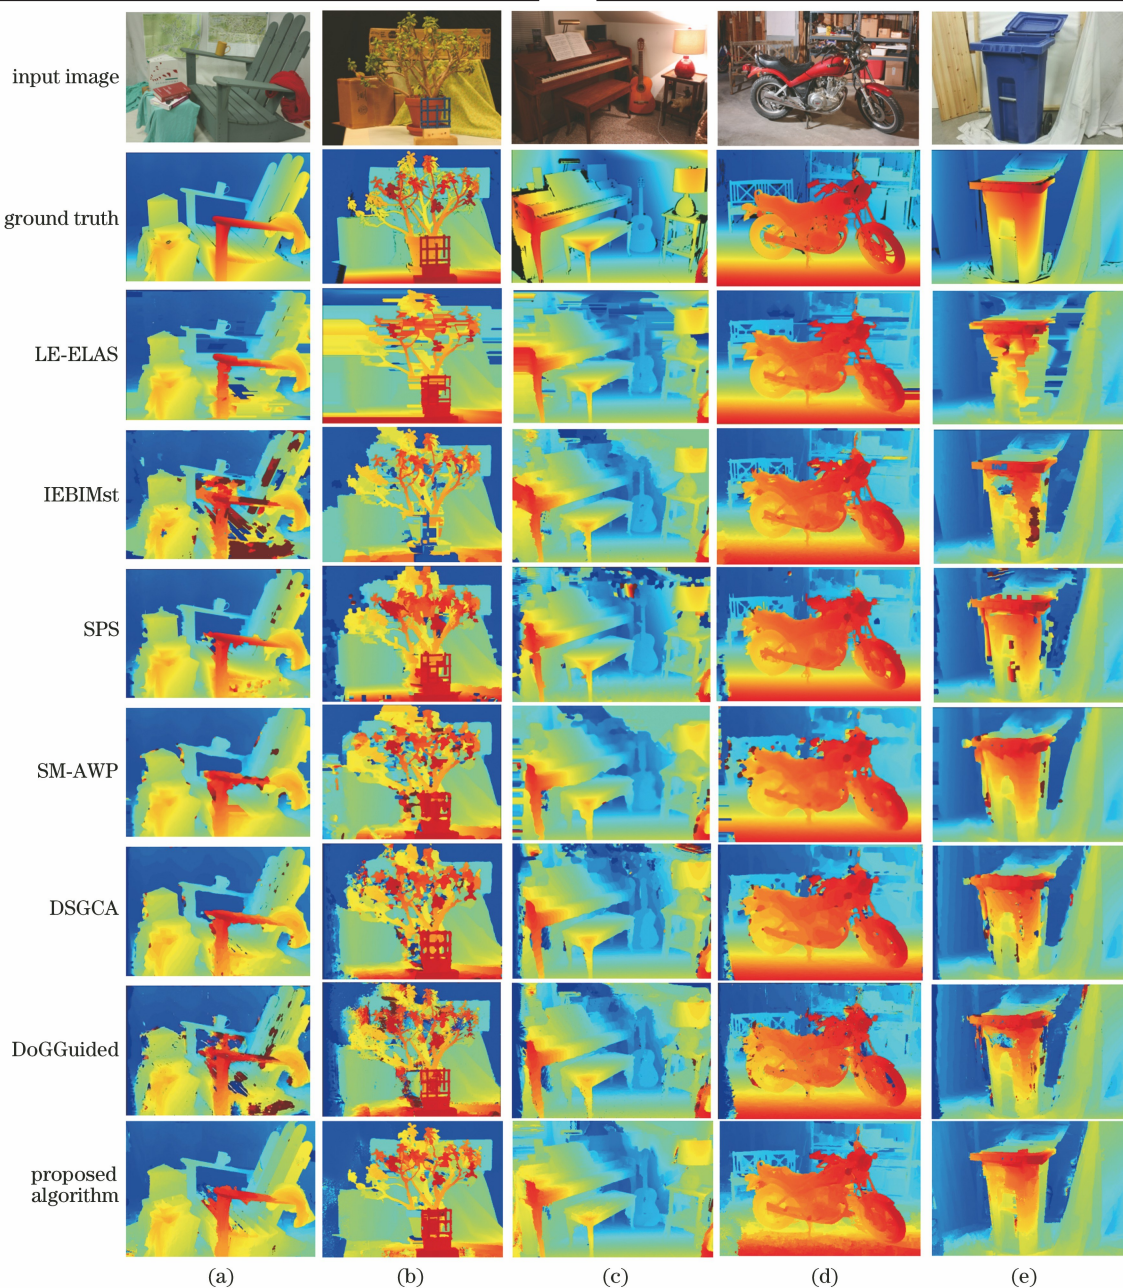 input image
ground truth
LE-ELAS
IEBIMst
SPS
SM-AWP
DSGCA
DoGGuided
proposed
algorithm
(a) (b) (c) (d) (e)